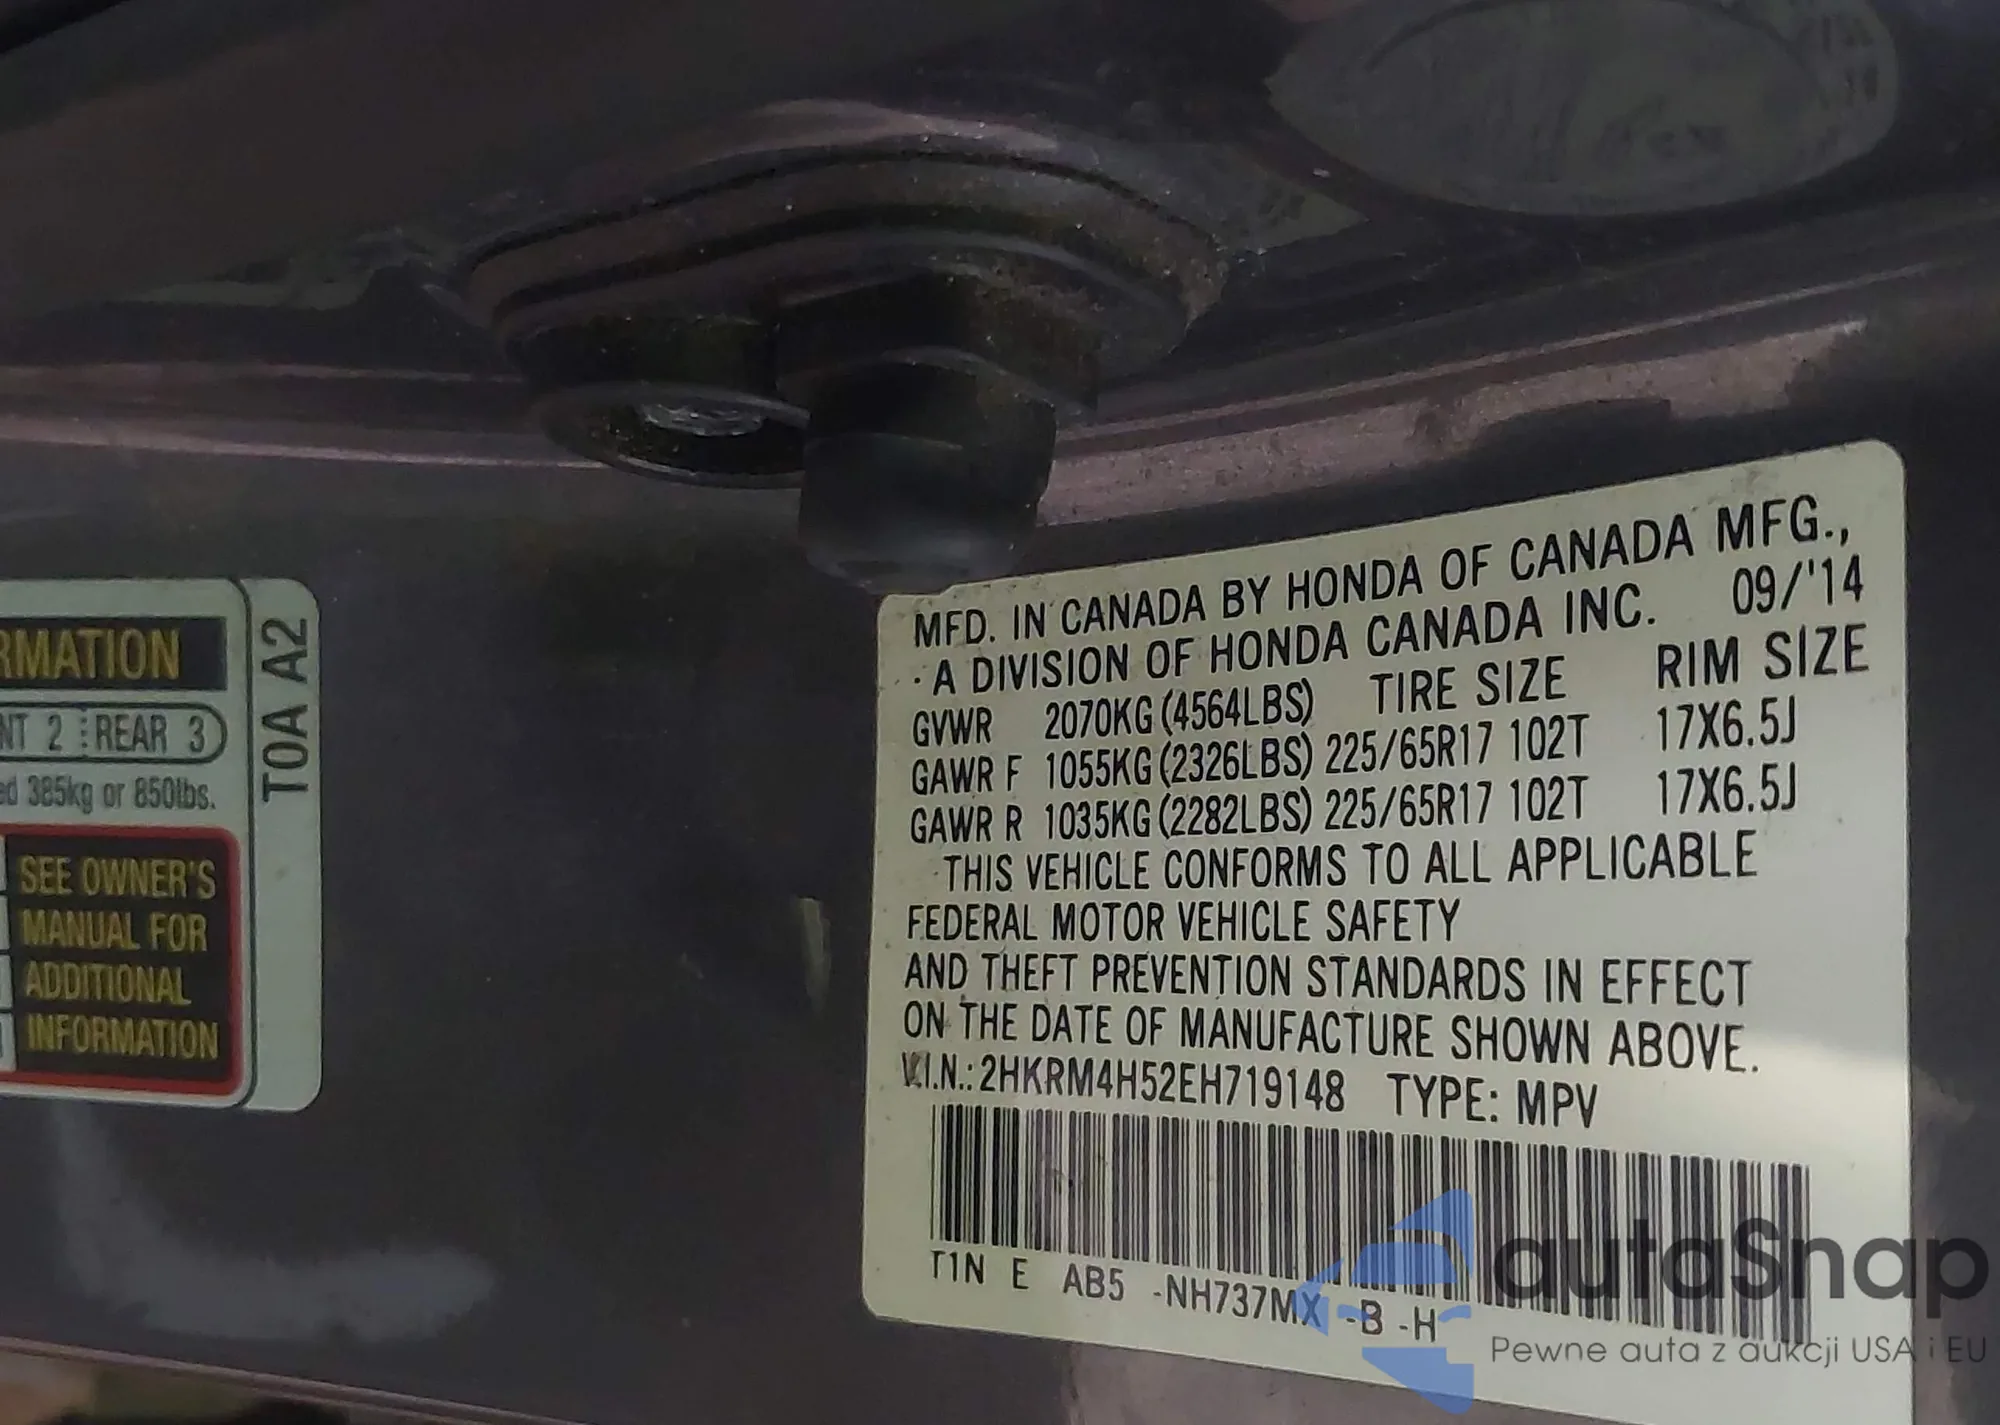 RMATION
NT 2 REAR 3
ed 385kg or 850lbs.
SEE OWNER'S
MANUAL FOR
ADDITIONAL
INFORMATION
T0A A2
MFD. IN CANADA BY HONDA OF CANADA MFG.,
A DIVISION OF HONDA CANADA INC. 09/'14
GVWR 2070KG (4564LBS) TIRE SIZE RIM SIZE
GAWR F 1055KG (2326LBS) 225/65R17 102T 17X6.5J
GAWR R 1035KG (2282LBS) 225/65R17 102T 17X6.5J
THIS VEHICLE CONFORMS TO ALL APPLICABLE
FEDERAL MOTOR VEHICLE SAFETY
AND THEFT PREVENTION STANDARDS IN EFFECT
ON THE DATE OF MANUFACTURE SHOWN ABOVE.
V.I.N.: 2HKRM4H52EH719148 TYPE: MPV
T1N E AB5 -NH737MX -B -H
autaSnap
Pewne auta z aukcji USA i EU